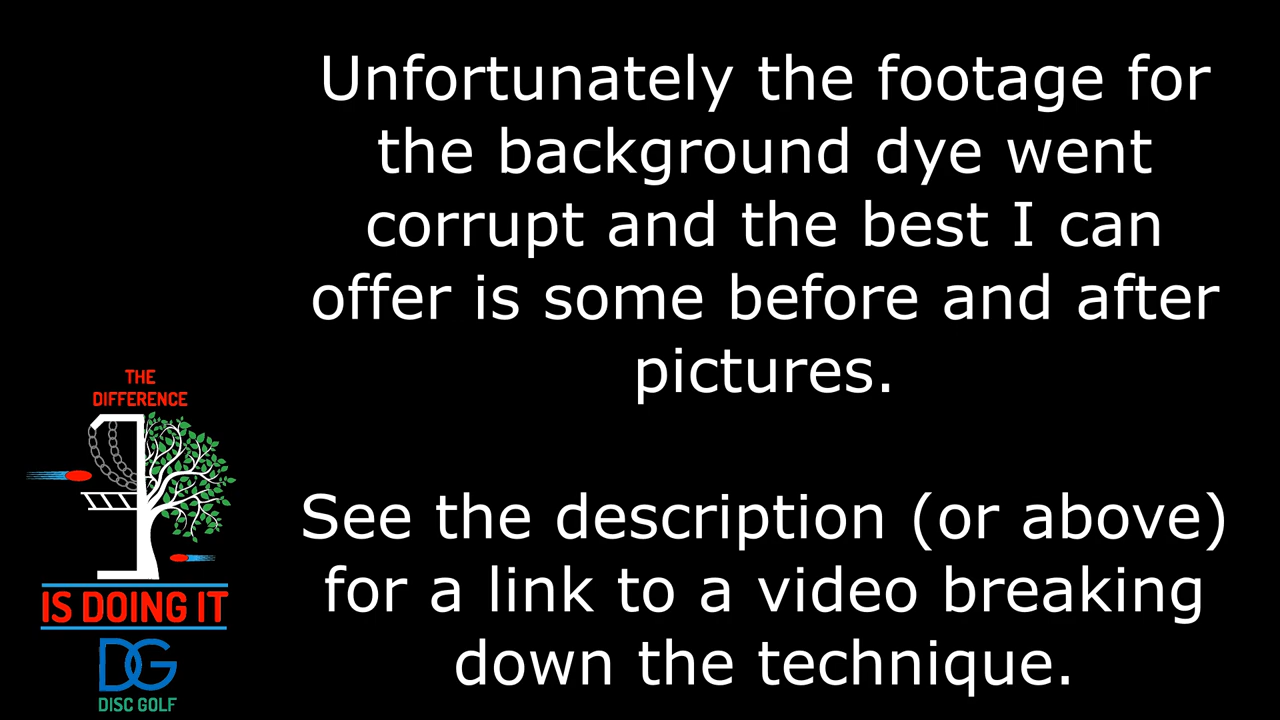 Unfortunately the footage for
the background dye went
corrupt and the best I can
offer is some before and after
pictures.
See the description (or above)
for a link to a video breaking
down the technique.
THE
DIFFERENCE
IS DOING IT
DG
DISC GOLF